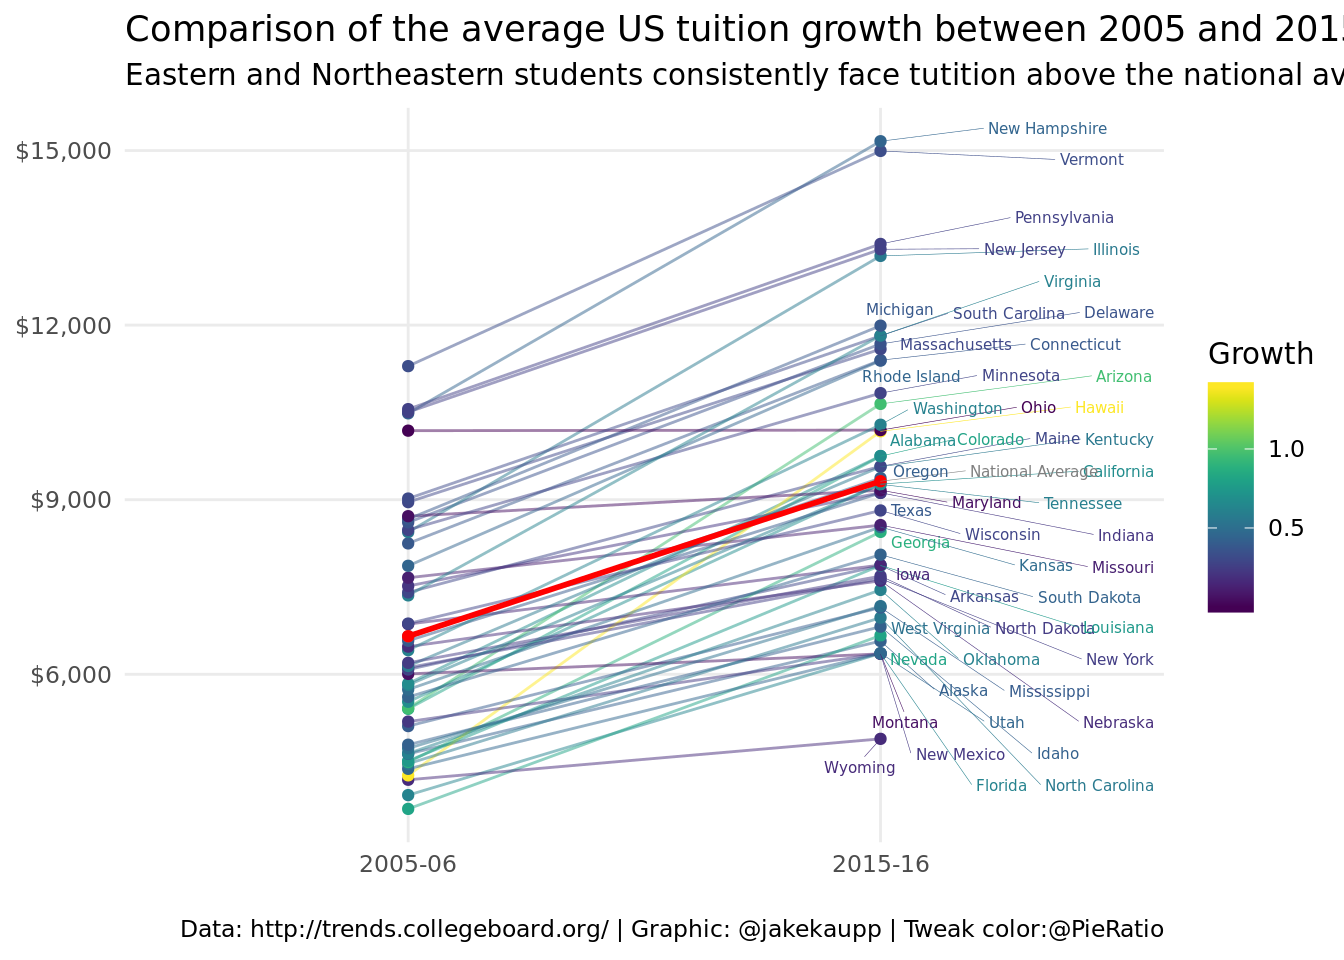 Comparison of the average US tuition growth between 2005 and 2015
Eastern and Northeastern students consistently face tutition above the national av
$15,000
$12,000
$9,000
$6,000
New Hampshire
Vermont
Pennsylvania
New Jersey Illinois
Virginia
Michigan South Carolina Delaware
Massachusetts Connecticut
Rhode Island Minnesota Arizona
Washington Ohio Hawaii
Alabama Colorado Maine Kentucky
Oregon National Average California
Maryland Tennessee
Texas
Wisconsin Indiana
Georgia
Kansas Missouri
Iowa
Arkansas South Dakota
West Virginia North Dakota Louisiana
Nevada Oklahoma New York
Alaska Mississippi
Montana Utah Nebraska
New Mexico Idaho
Wyoming
Florida North Carolina
Growth
1.0
0.5
2005-06
2015-16
Data: http://trends.collegeboard.org/ | Graphic: @jakekaupp | Tweak color:@PieRatio